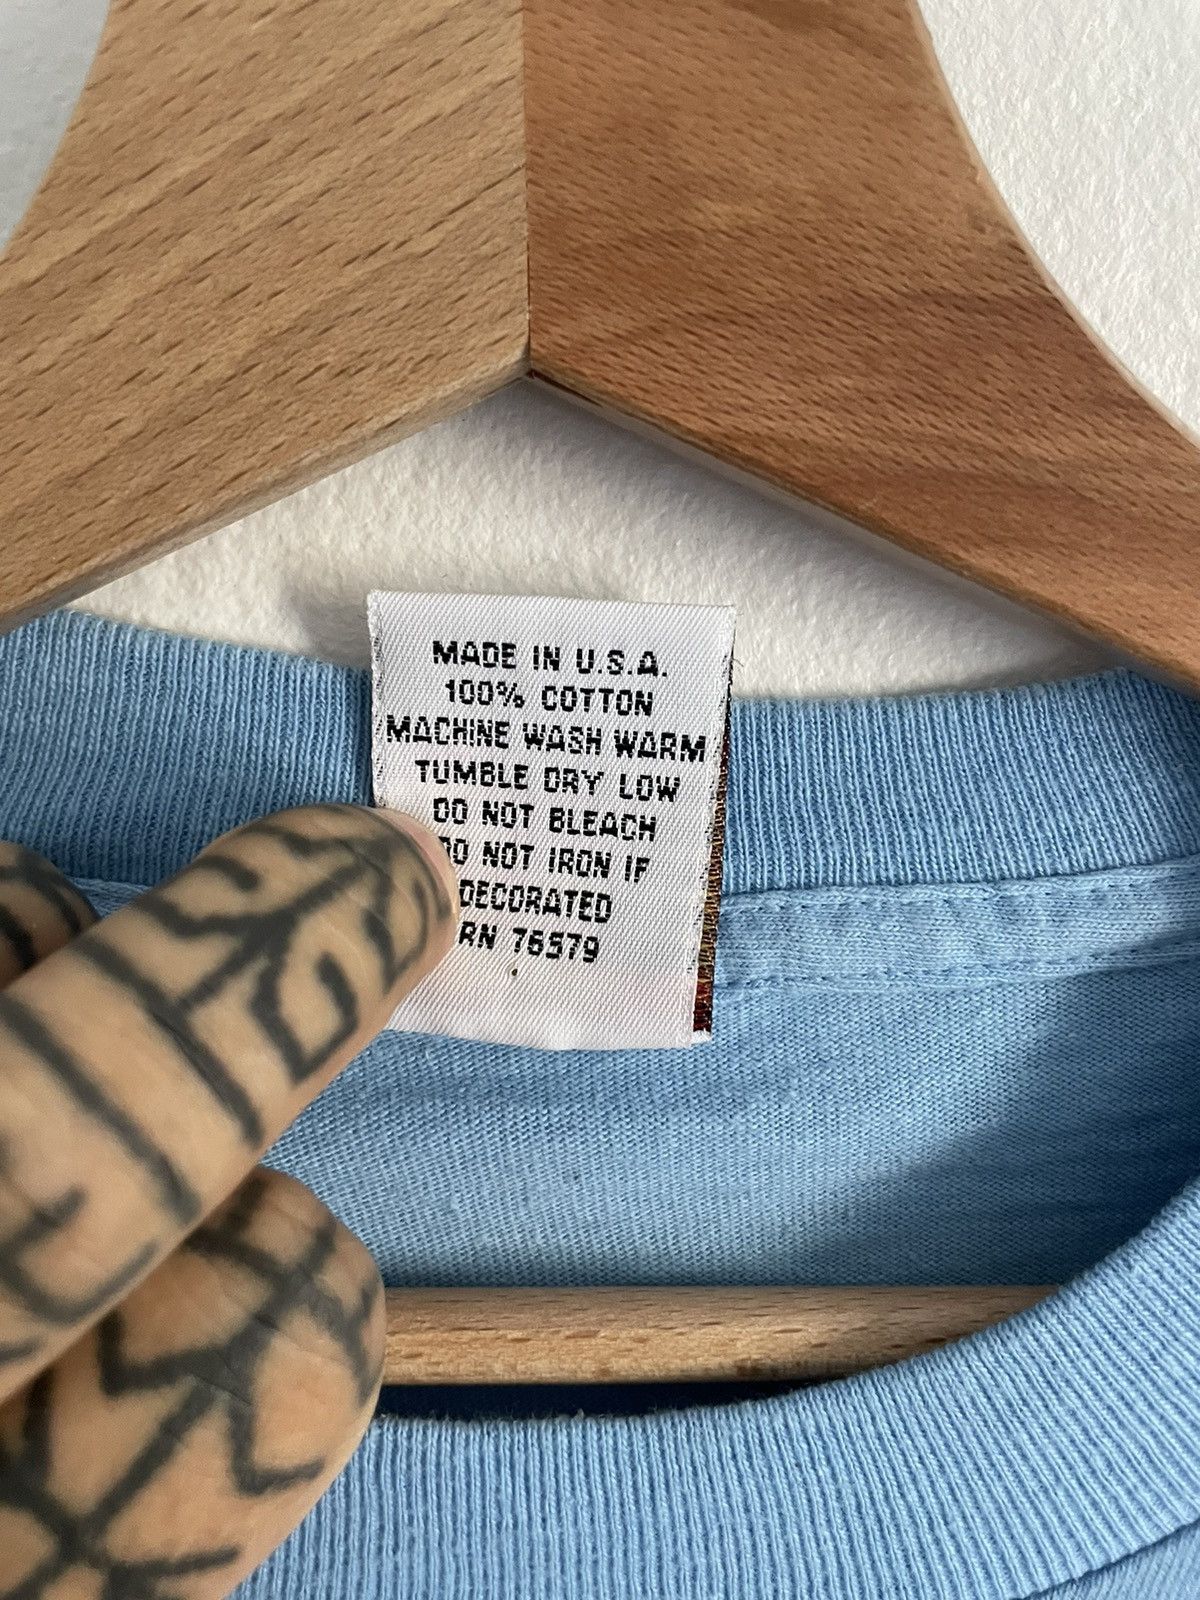 MADE IN U.S.A.
100% COTTON
MACHINE WASH WARM
TUMBLE DRY LOW
DO NOT BLEACH
DO NOT IRON IF
DECORATED
RN 76579